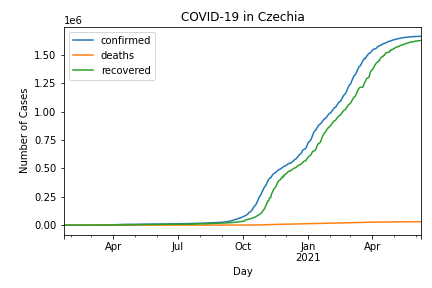 COVID-19 in Czechia
1e6
confirmed
deaths
recovered
Number of Cases
1.50
1.25
1.00
0.75
0.50
0.25
0.00
Apr Jul Oct Jan Apr
2021
Day